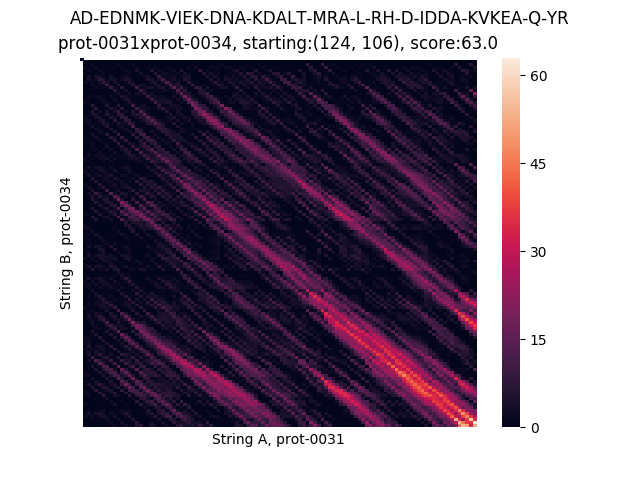 AD-EDNMK-VIEK-DNA-KDALT-MRA-L-RH-D-IDDA-KVKEA-Q-YR
prot-0031xprot-0034, starting:(124, 106), score:63.0
60
45
30
15
0
String B, prot-0034
String A, prot-0031